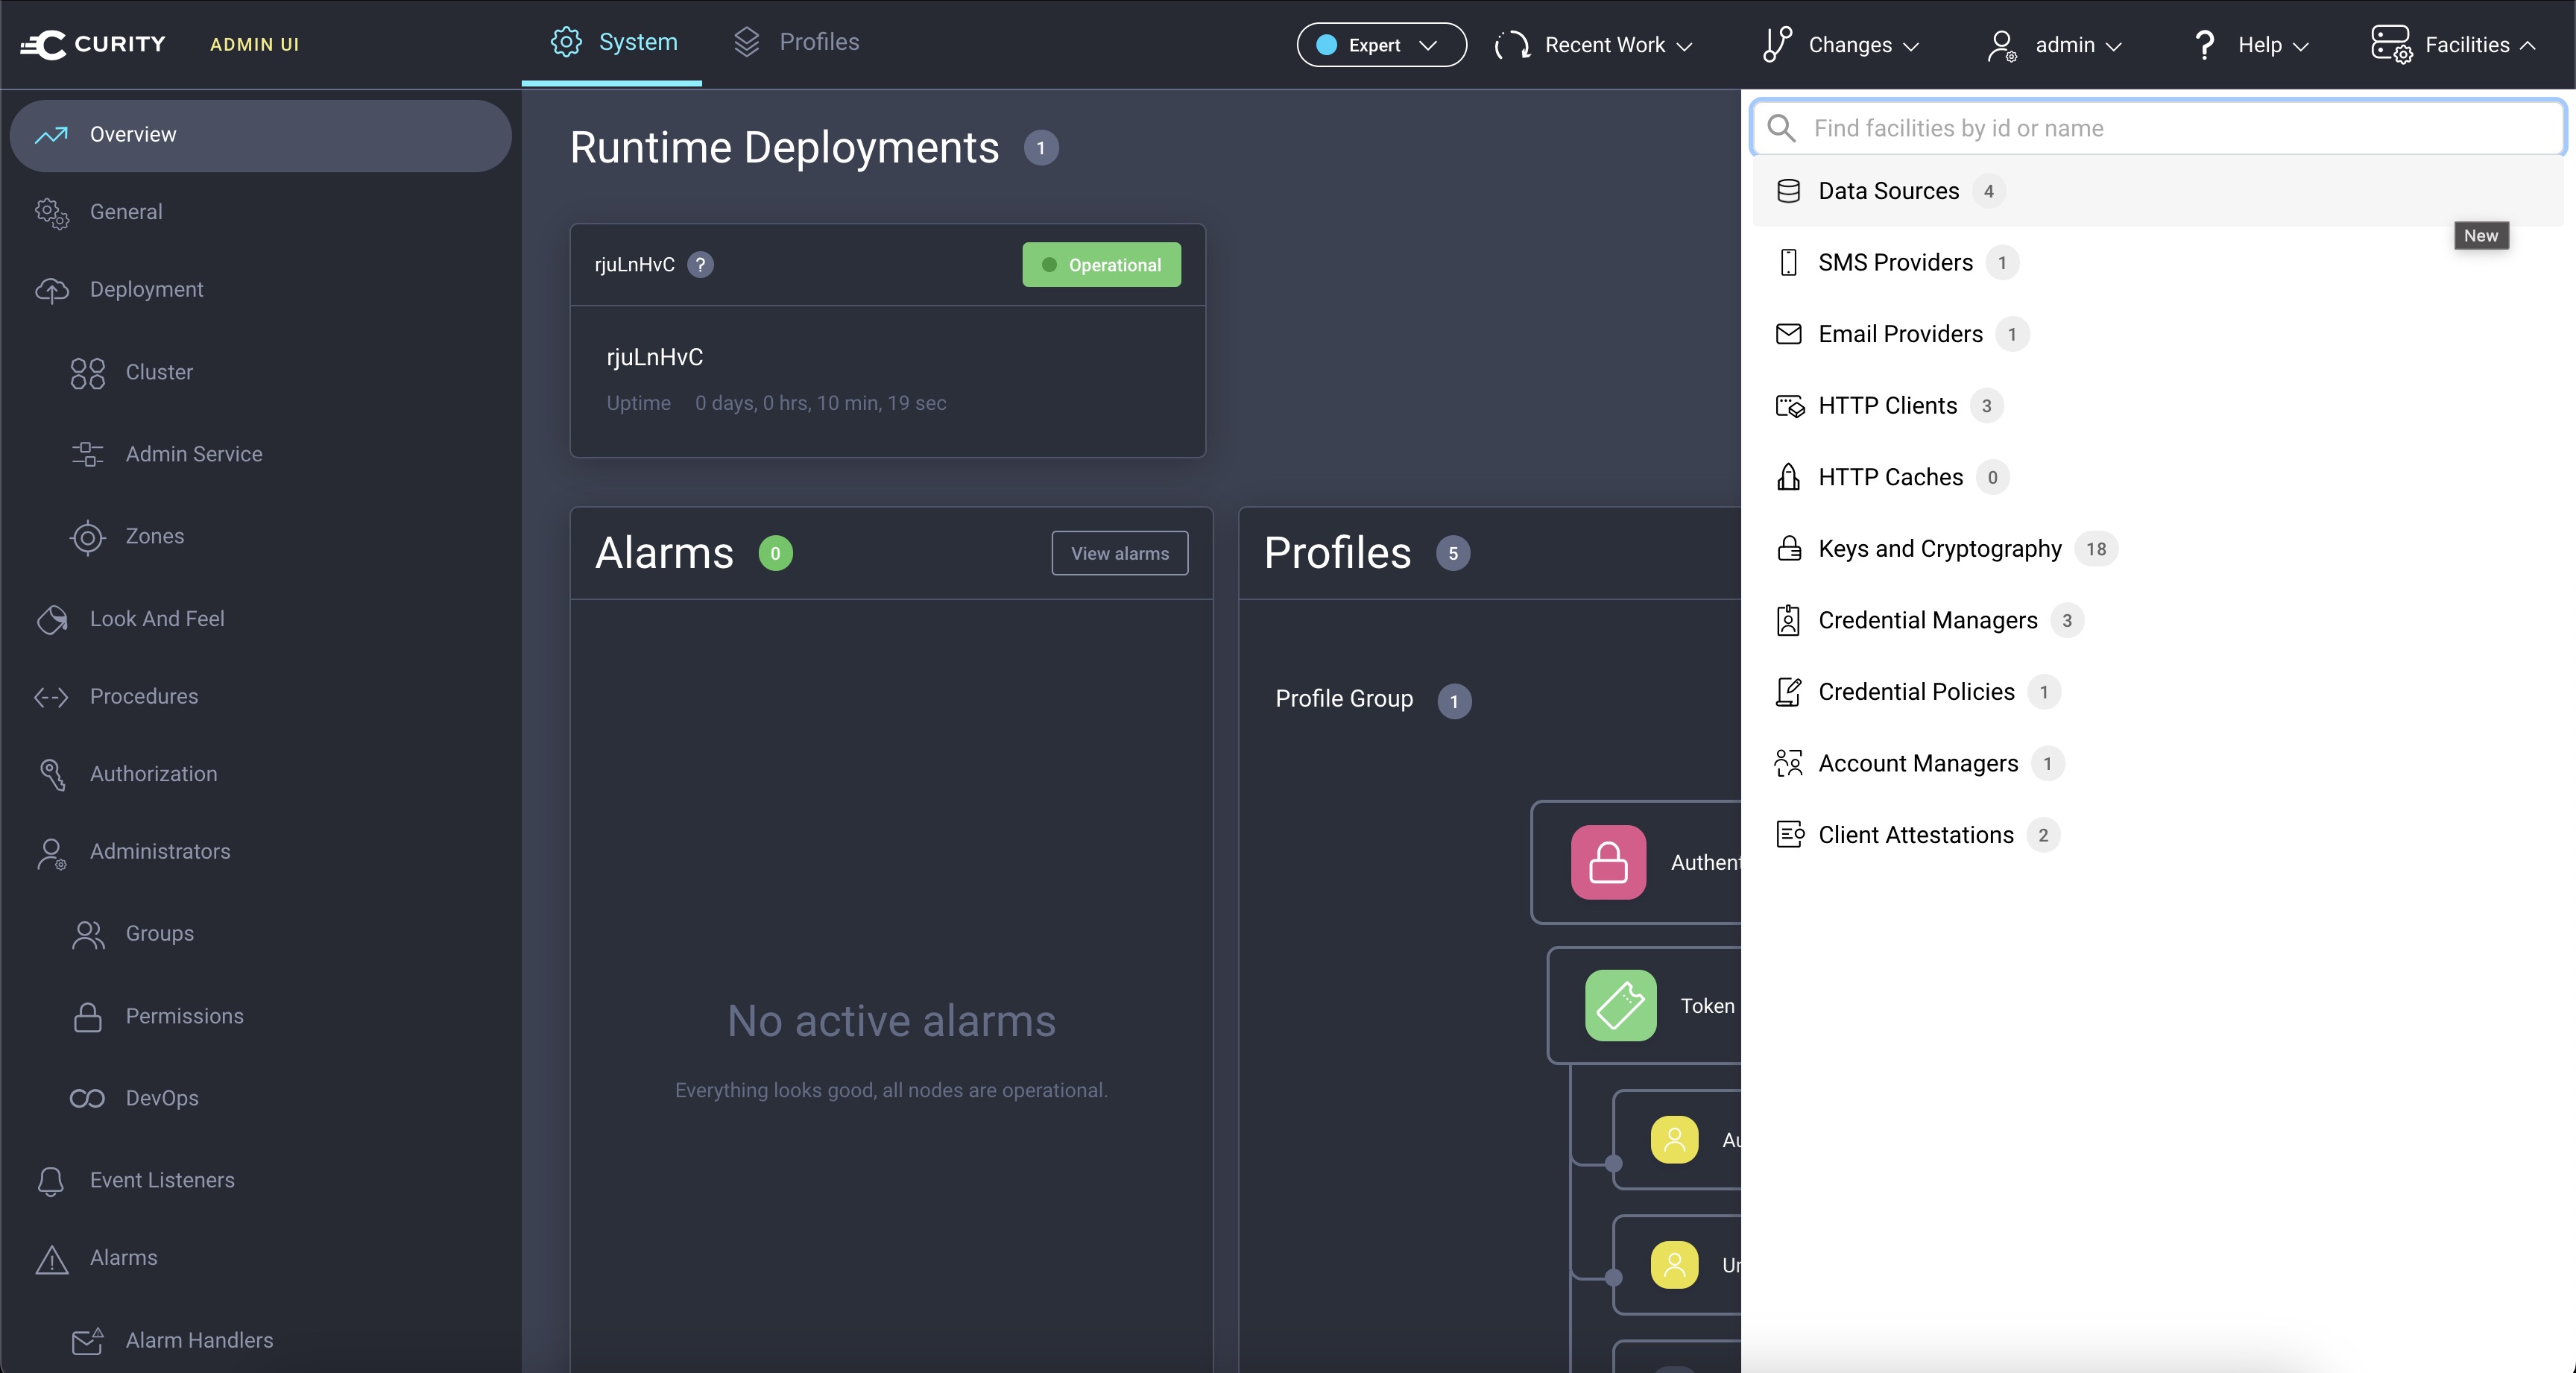 CURITY ADMIN UI
System
Profiles
Expert
Recent Work
Changes
admin
? Help
Facilities
Overview
General
Deployment
Cluster
Admin Service
Zones
Look And Feel
Procedures
Authorization
Administrators
Groups
Permissions
DevOps
Event Listeners
Alarms
Alarm Handlers
Runtime Deployments 1
rjuLnHvC ? Operational
rjuLnHvC
Uptime 0 days, 0 hrs, 10 min, 19 sec
Alarms 0 View alarms
No active alarms
Everything looks good, all nodes are operational.
Profiles 5
Profile Group 1
Authent
Token
Au
Find facilities by id or name
Data Sources 4
New
SMS Providers 1
Email Providers 1
HTTP Clients 3
HTTP Caches 0
Keys and Cryptography 18
Credential Managers 3
Credential Policies 1
Account Managers 1
Client Attestations 2